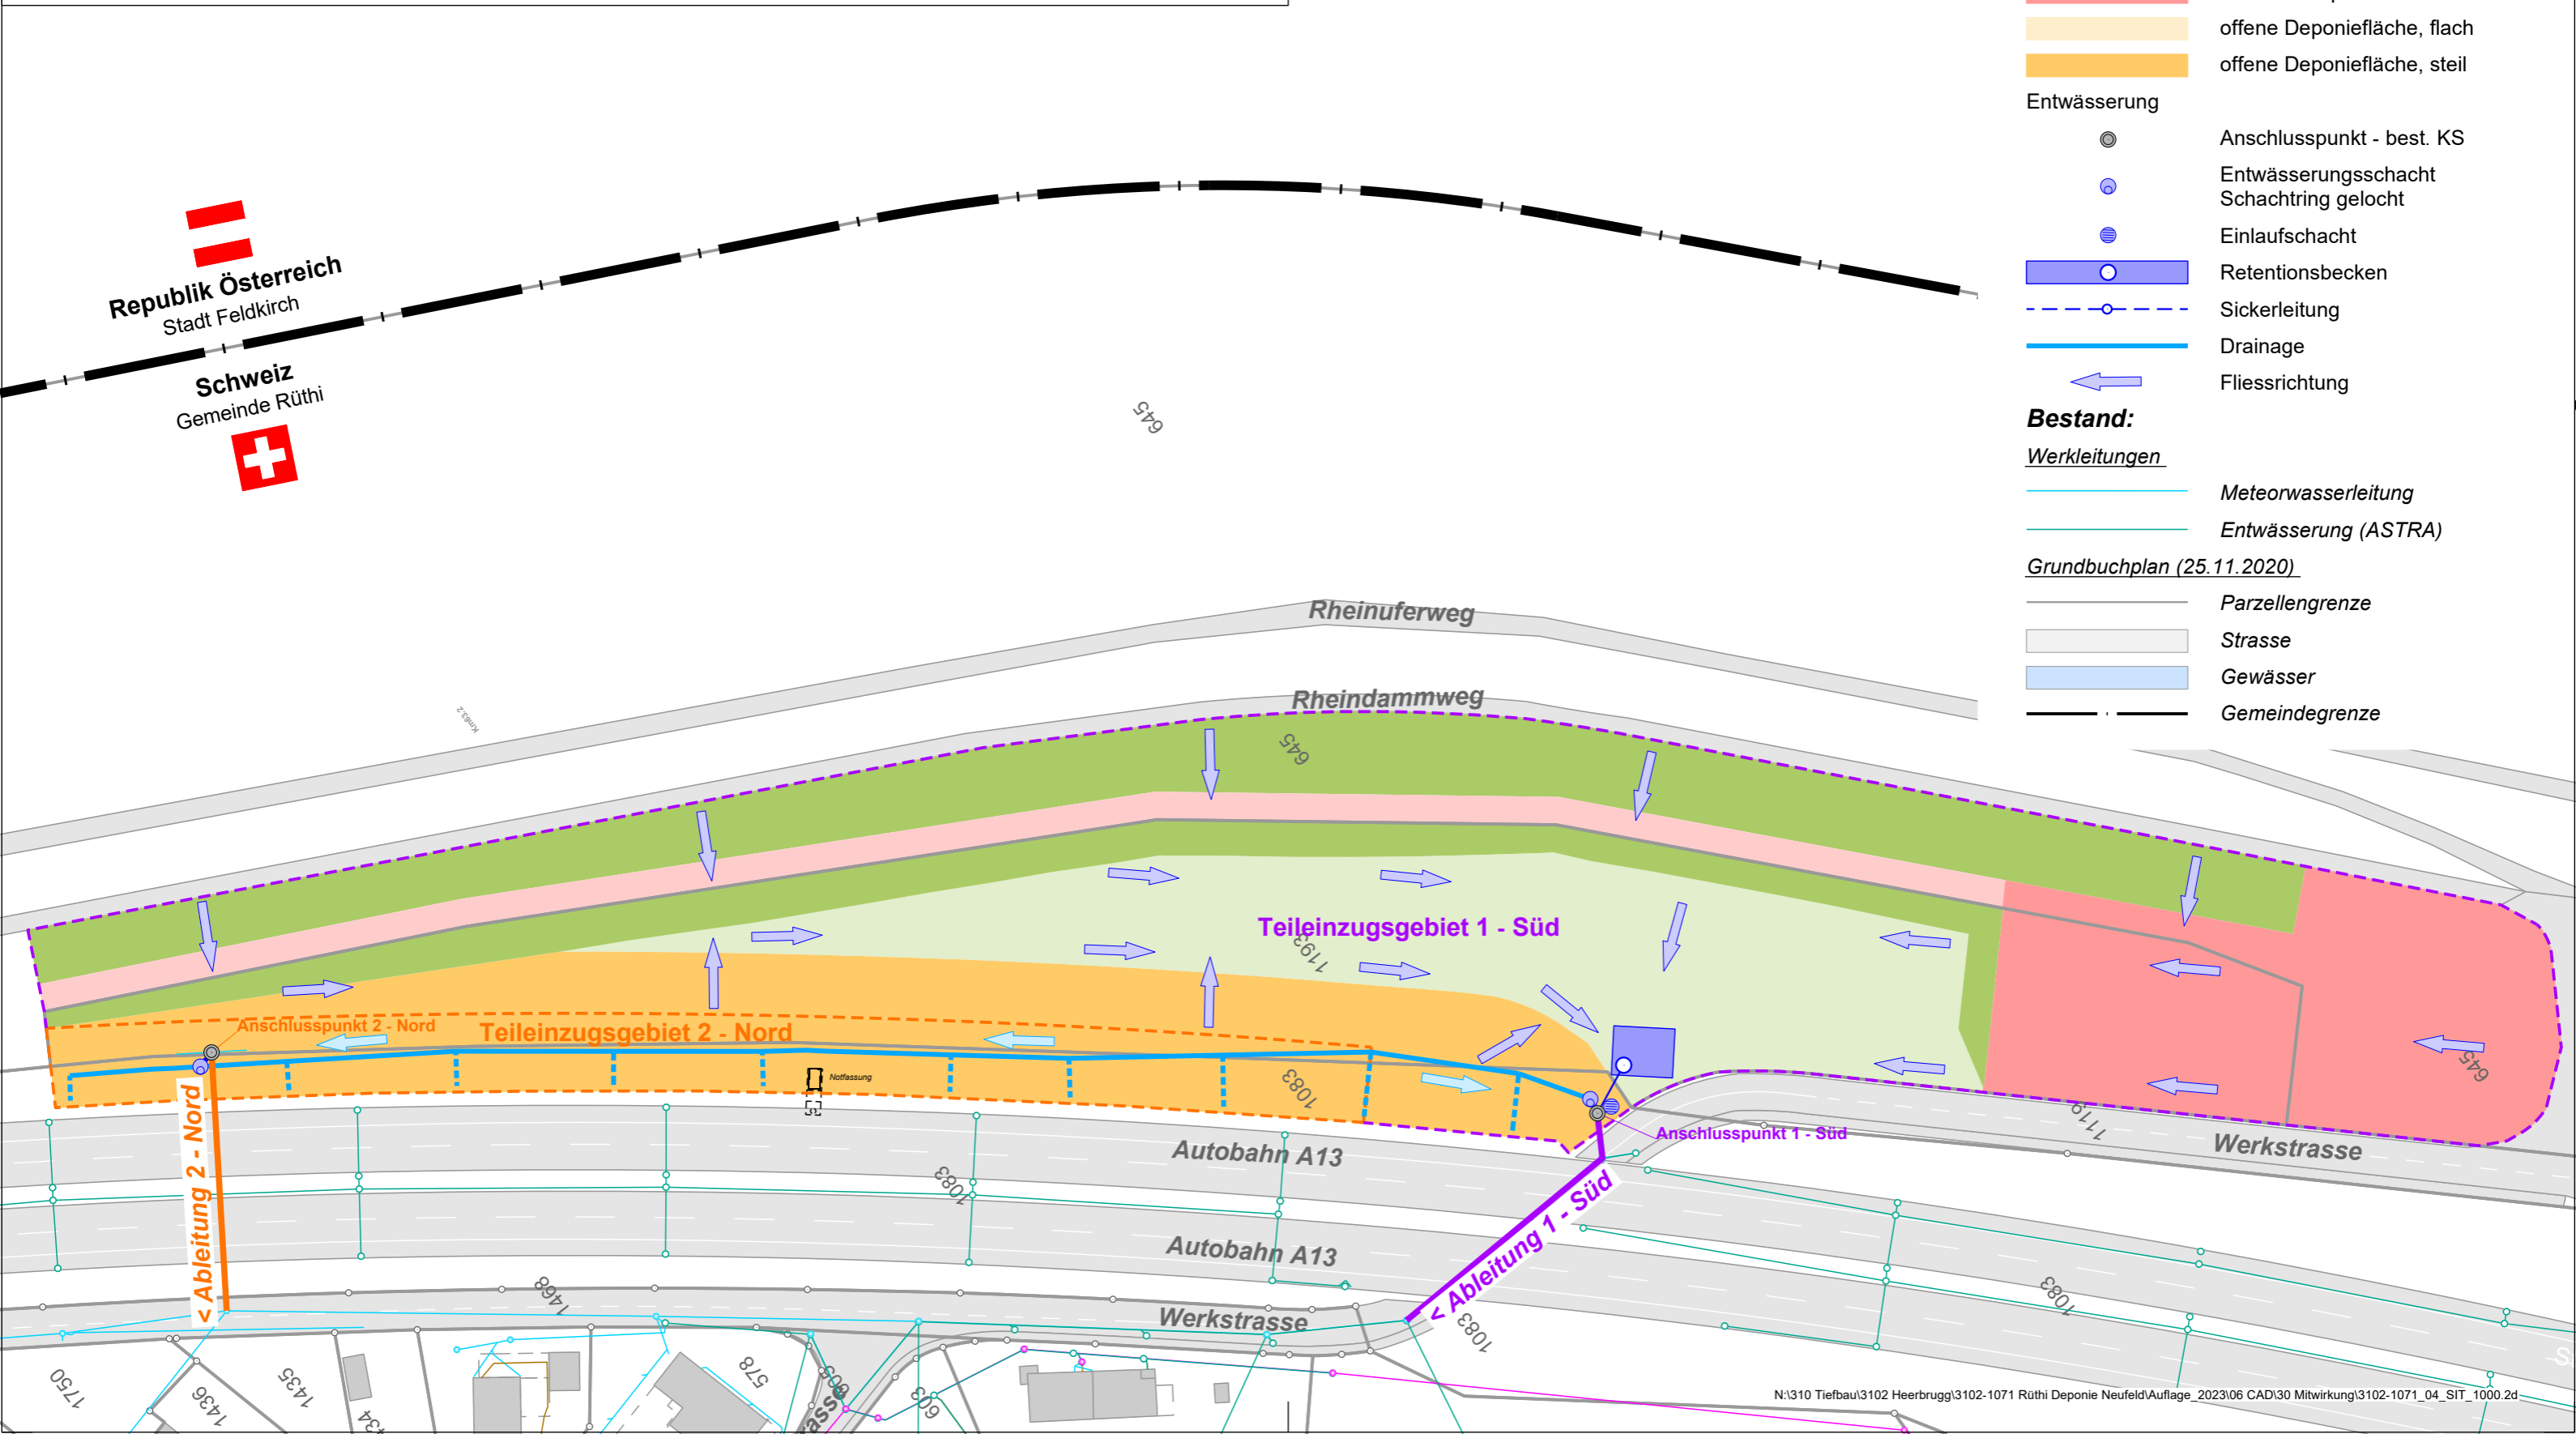 offene Deponiefläche, flach
offene Deponiefläche, steil
Entwässerung
Anschlusspunkt - best. KS
Entwässerungsschacht
Schachtring gelocht
Einlaufschacht
Retentionsbecken
Sickerleitung
Drainage
Fliessrichtung
Bestand:
Werkleitungen
Meteorwasserleitung
Entwässerung (ASTRA)
Grundbuchplan (25.11.2020)
Parzellengrenze
Strasse
Gewässer
Gemeindegrenze
Republik Österreich
Stadt Feldkirch
Schweiz
Gemeinde Rüthi
645
Rheinuferweg
Rheindammweg
Km63.2
645
Teileinzugsgebiet 1 - Süd
1193
Anschlusspunkt 2 - Nord
Teileinzugsgebiet 2 - Nord
Notfassung
1083
645
1119
Anschlusspunkt 1 - Süd
Werkstrasse
Autobahn A13
1083
< Ableitung 2 - Nord
< Ableitung 1 - Süd
Autobahn A13
1468
1083
Werkstrasse
1083
1750
1436
1435
578
603
N:\310 Tiefbau\3102 Heerbrugg\3102-1071 Rüthi Deponie Neufeld\Auflage_2023\06 CAD\30 Mitwirkung\3102-1071_04_SIT_1000.2d